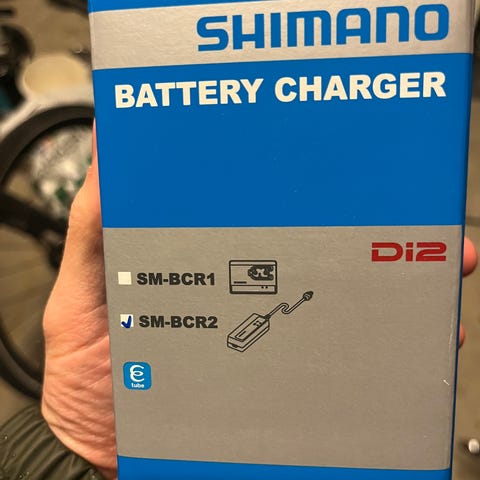 SHIMANO
BATTERY CHARGER
Di2
SM-BCR1
SM-BCR2
tube